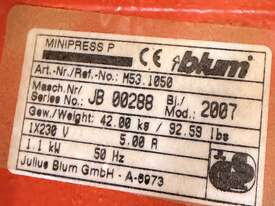 MINIPRESS P CE blum
Art.-Nr./Ref.-No.: M53.1050
Masch.Nr./ Bj./
Series No.: JB 00288 Mod.: 2007
Gew./Weight: 42.00 kg / 92.59 lbs
1X230 V 5.00 A
1.1 kW 50 Hz
Julius Blum GmbH - A-6973
GS